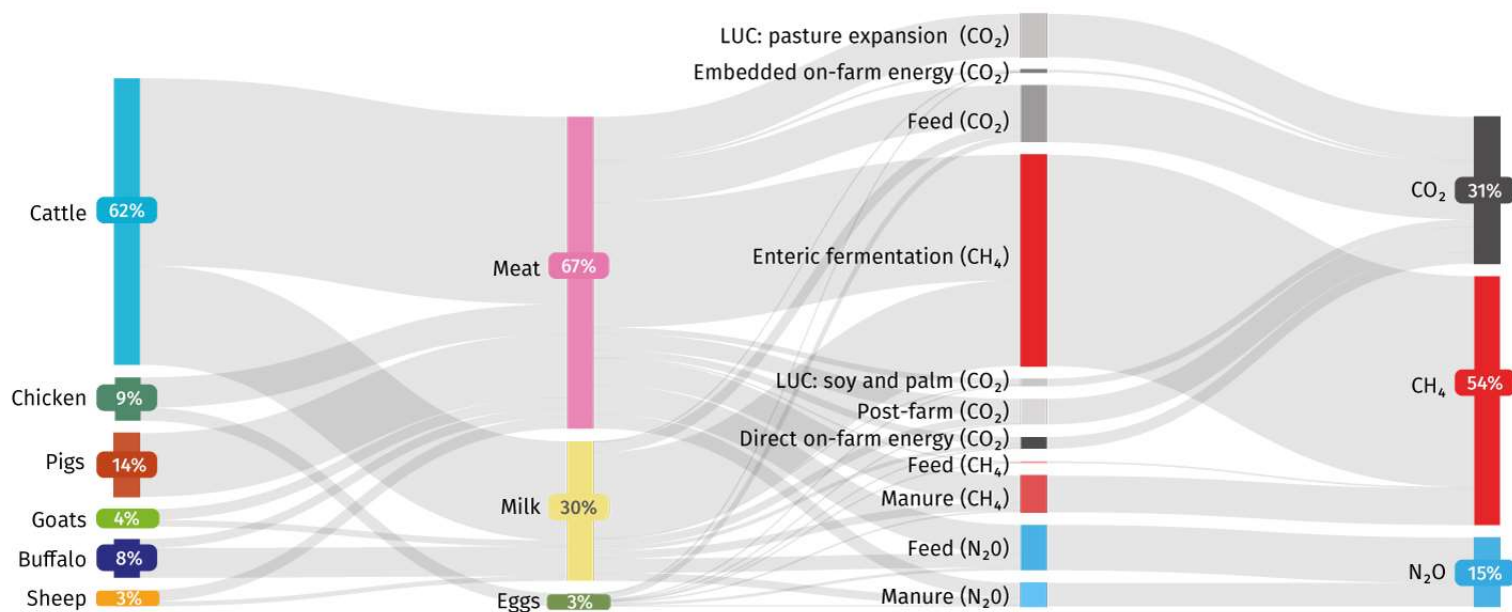 Cattle
62%
Chicken
9%
Pigs
14%
Goats
4%
Buffalo
8%
Sheep
3%
Meat
67%
Milk
30%
Eggs
3%
LUC: pasture expansion (CO₂)
Embedded on-farm energy (CO₂)
Feed (CO₂)
Enteric fermentation (CH₄)
LUC: soy and palm (CO₂)
Post-farm (CO₂)
Direct on-farm energy (CO₂)
Feed (CH₄)
Manure (CH₄)
Feed (N₂0)
Manure (N₂0)
CO₂
31%
CH₄
54%
N₂O
15%